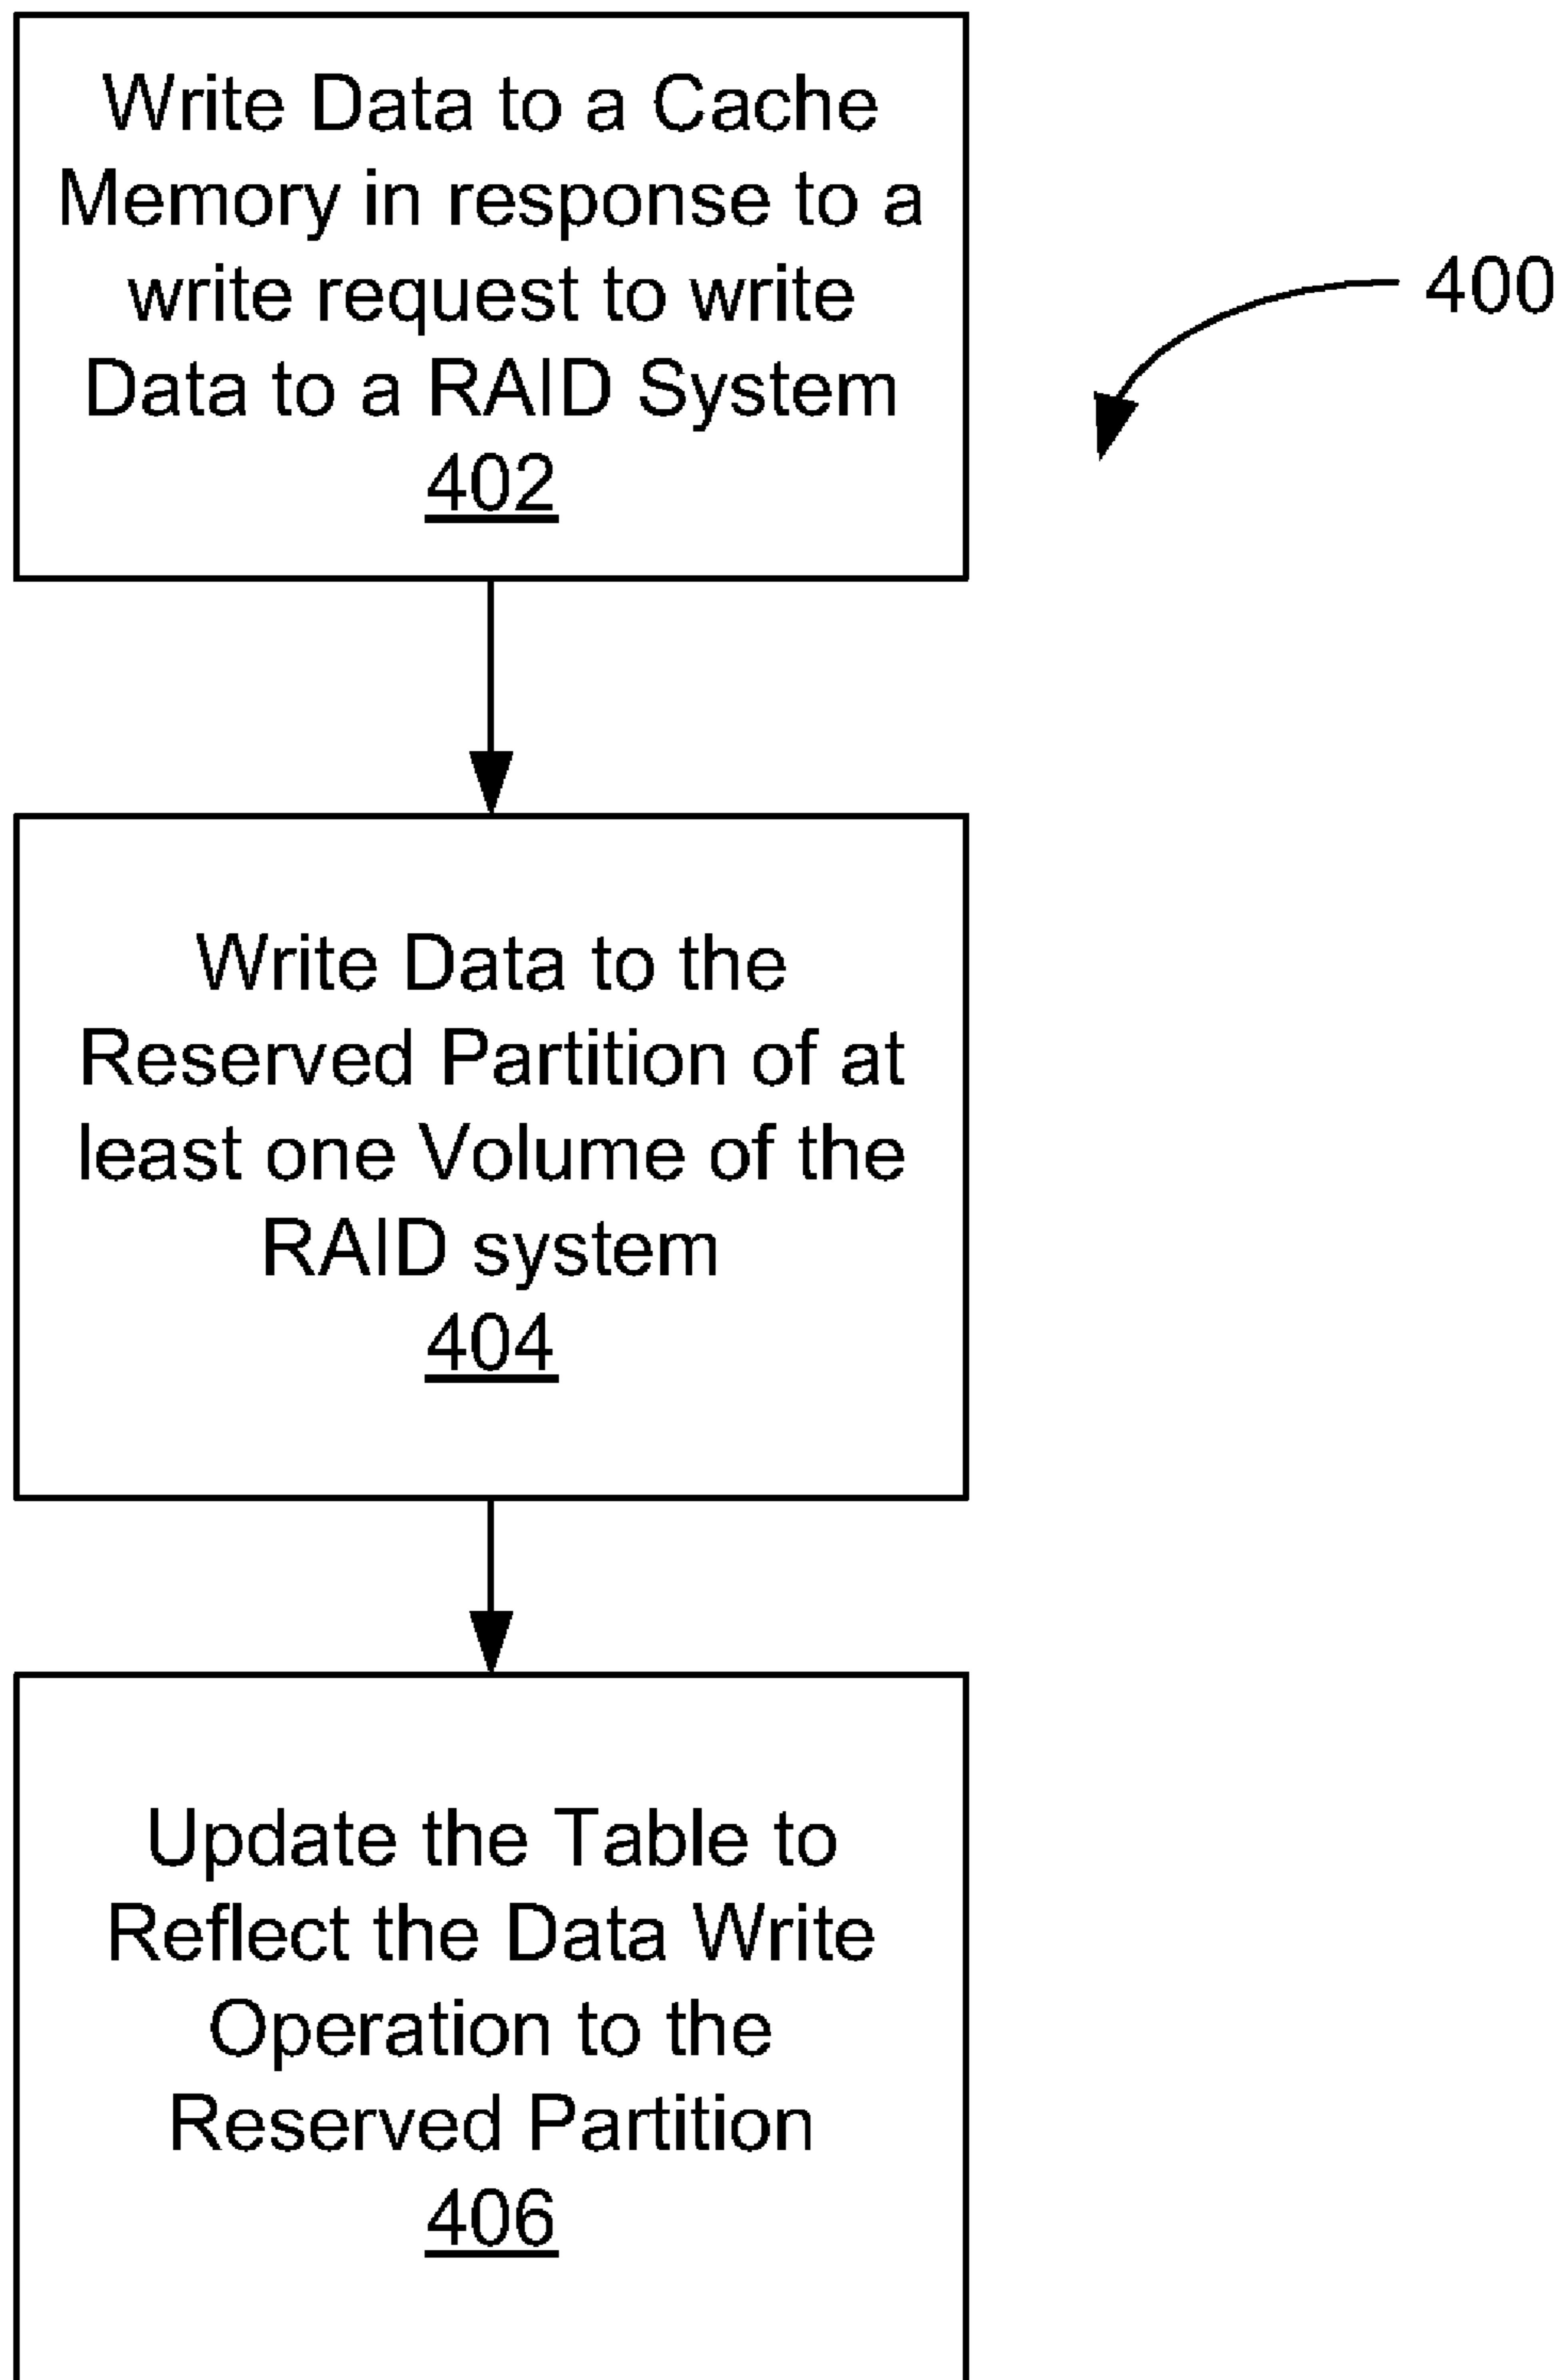 Write Data to a Cache
Memory in response to a
write request to write
Data to a RAID System
402
400
Write Data to the
Reserved Partition of at
least one Volume of the
RAID system
404
Update the Table to
Reflect the Data Write
Operation to the
Reserved Partition
406